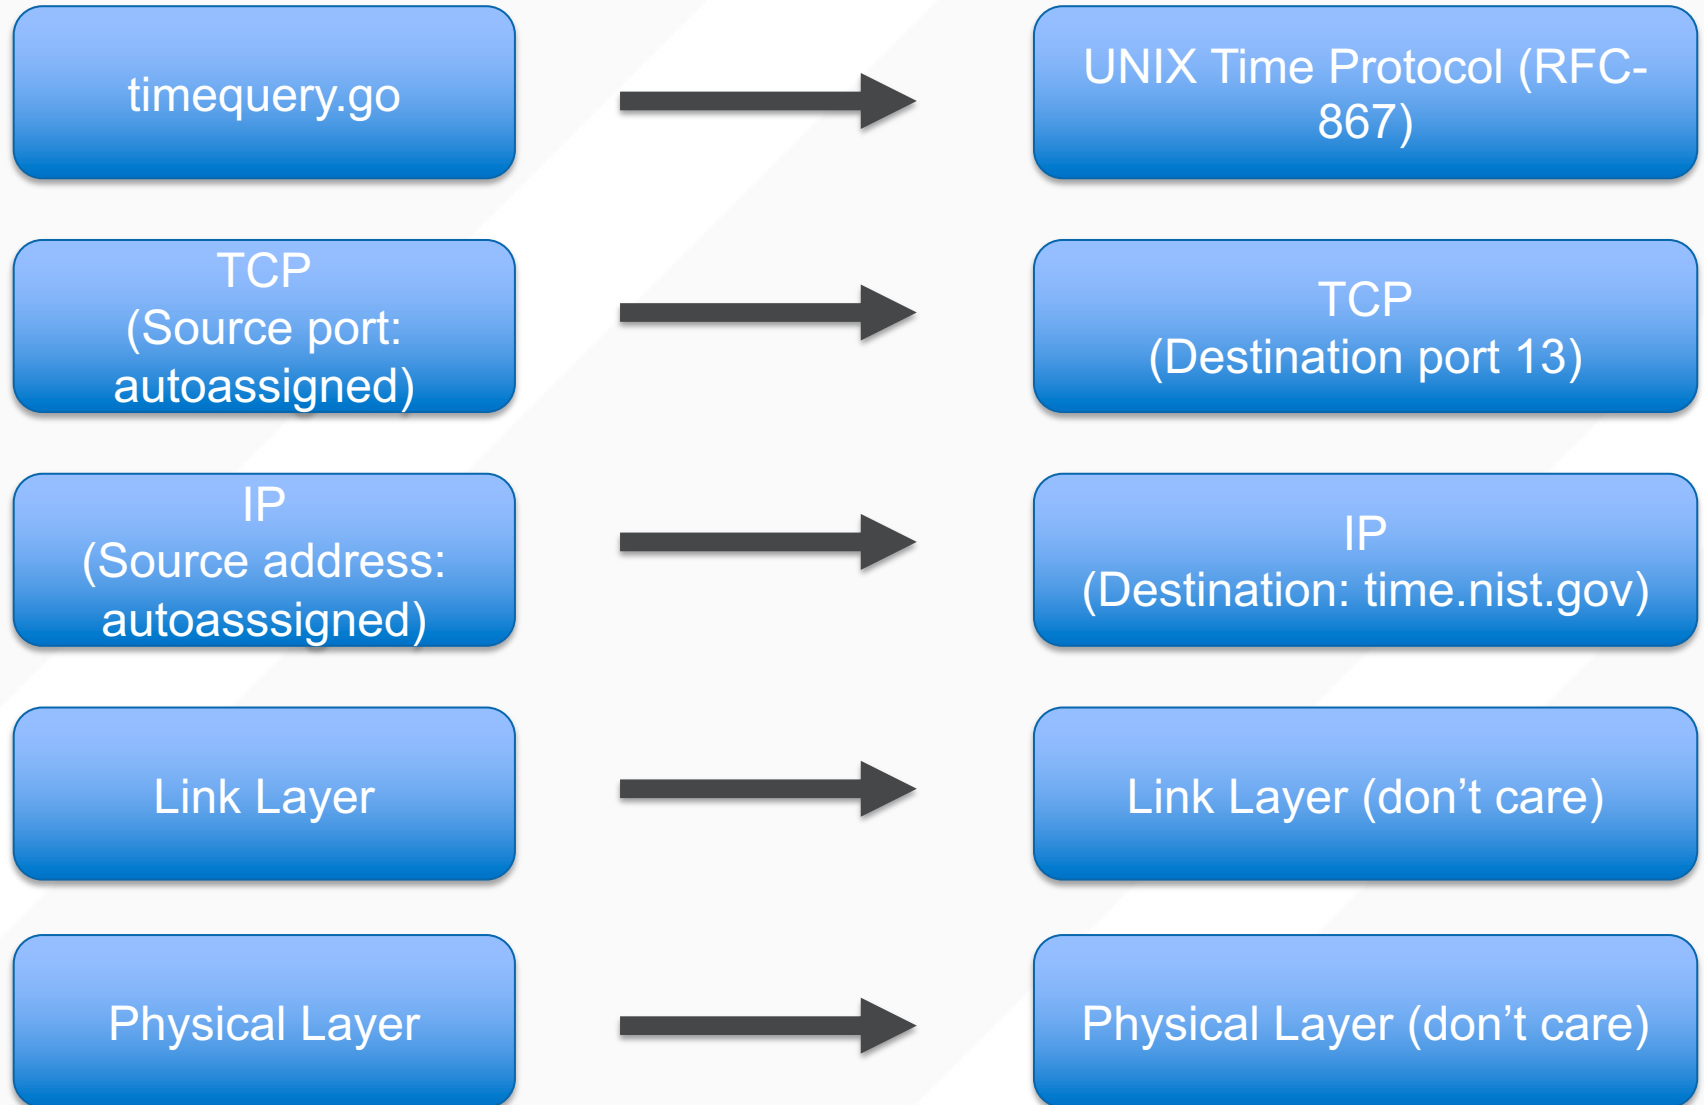 timequery.go
UNIX Time Protocol (RFC-
867)
TCP
(Source port:
autoassigned)
TCP
(Destination port 13)
IP
(Source address:
autoasssigned)
IP
(Destination: time.nist.gov)
Link Layer
Link Layer (don’t care)
Physical Layer
Physical Layer (don’t care)